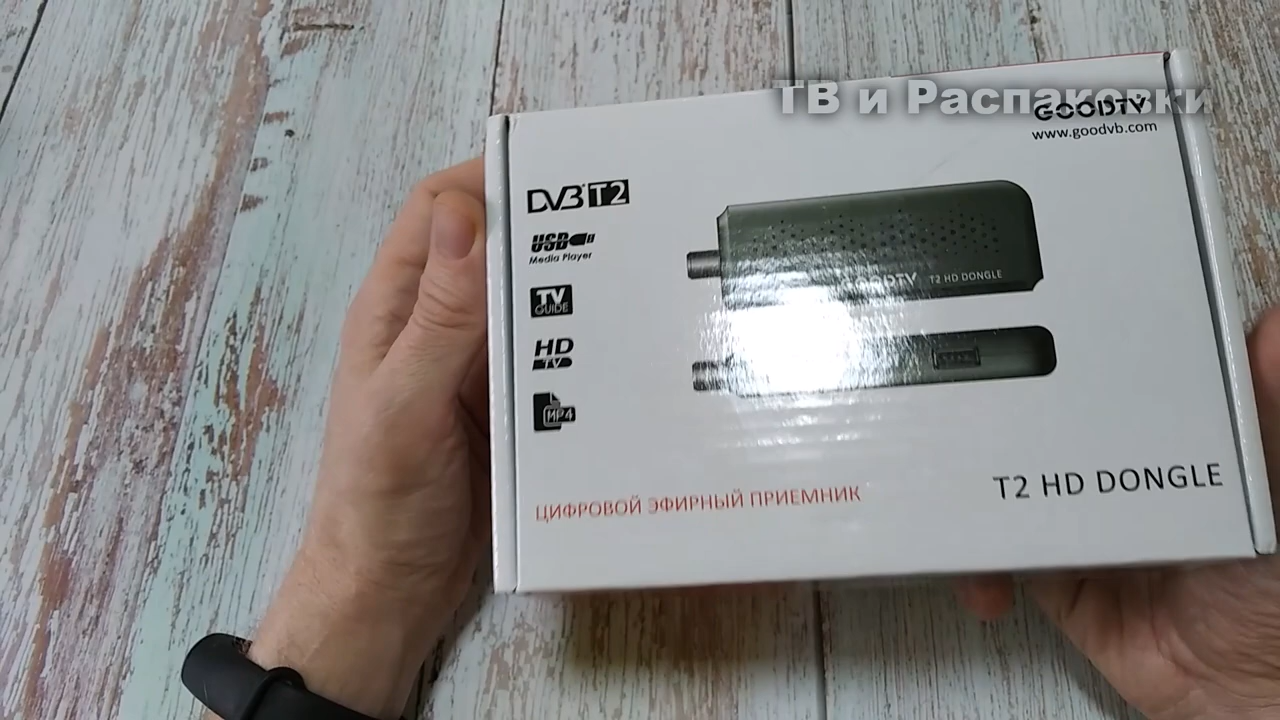 ТВ и Распаковки
GOODTV
www.goodvb.com
DVB T2
USB
Media Player
TV
GUIDE
HD
TV
MP4
GOODTV T2 HD DONGLE
ЦИФРОВОЙ ЭФИРНЫЙ ПРИЕМНИК
T2 HD DONGLE